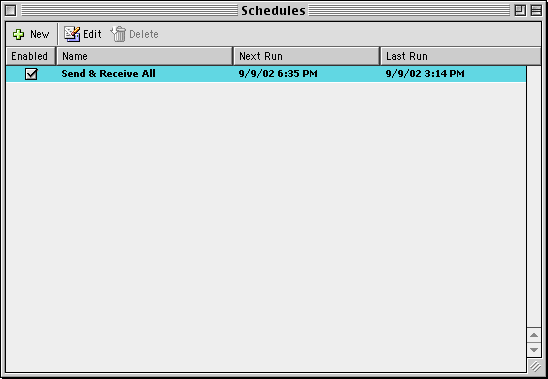 Schedules
New Edit Delete
Enabled Name Next Run Last Run
Send & Receive All 9/9/02 6:35 PM 9/9/02 3:14 PM